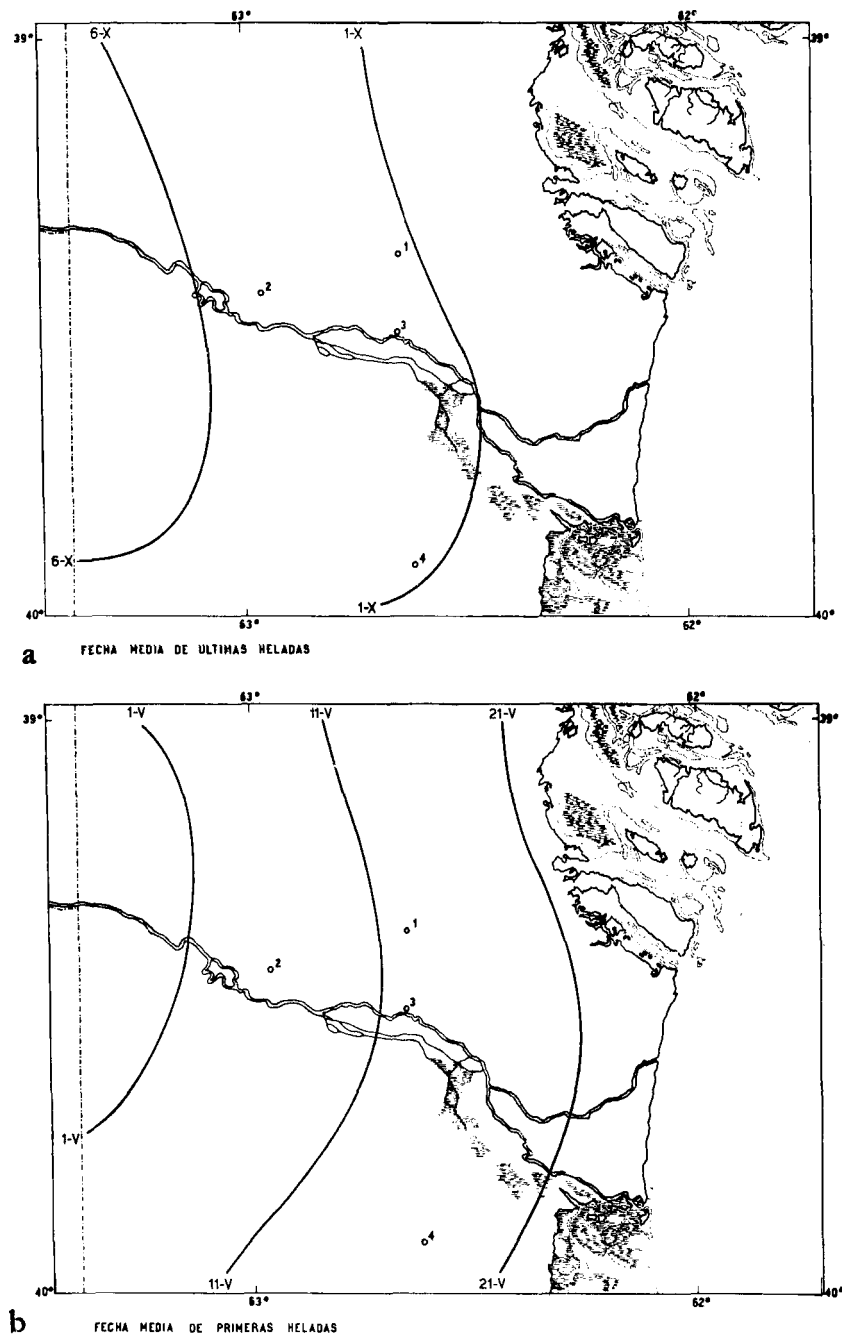 63° 62°
39° 6-X 1-X 39°
1
2
3
4
6-X
1-X
40° 63° 62° 40°
a FECHA MEDIA DE ULTIMAS HELADAS
63° 62°
39° 1-V 11-V 21-V 39°
1
2
3
1-V
4
11-V 21-V
40° 63° 62° 40°
b FECHA MEDIA DE PRIMERAS HELADAS